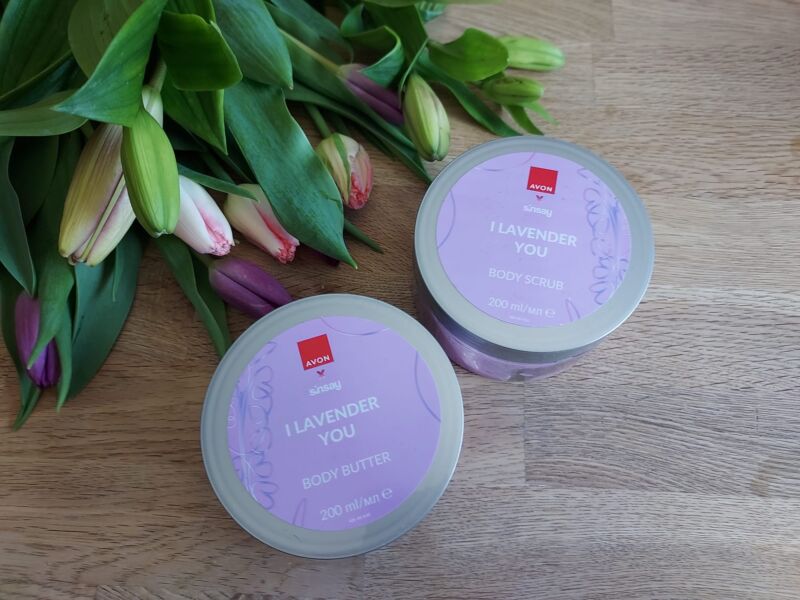 AVON
sinsay
I LAVENDER
YOU
BODY SCRUB
200 ml/мл ℮
AVON
sinsay
I LAVENDER
YOU
BODY BUTTER
200 ml/мл ℮